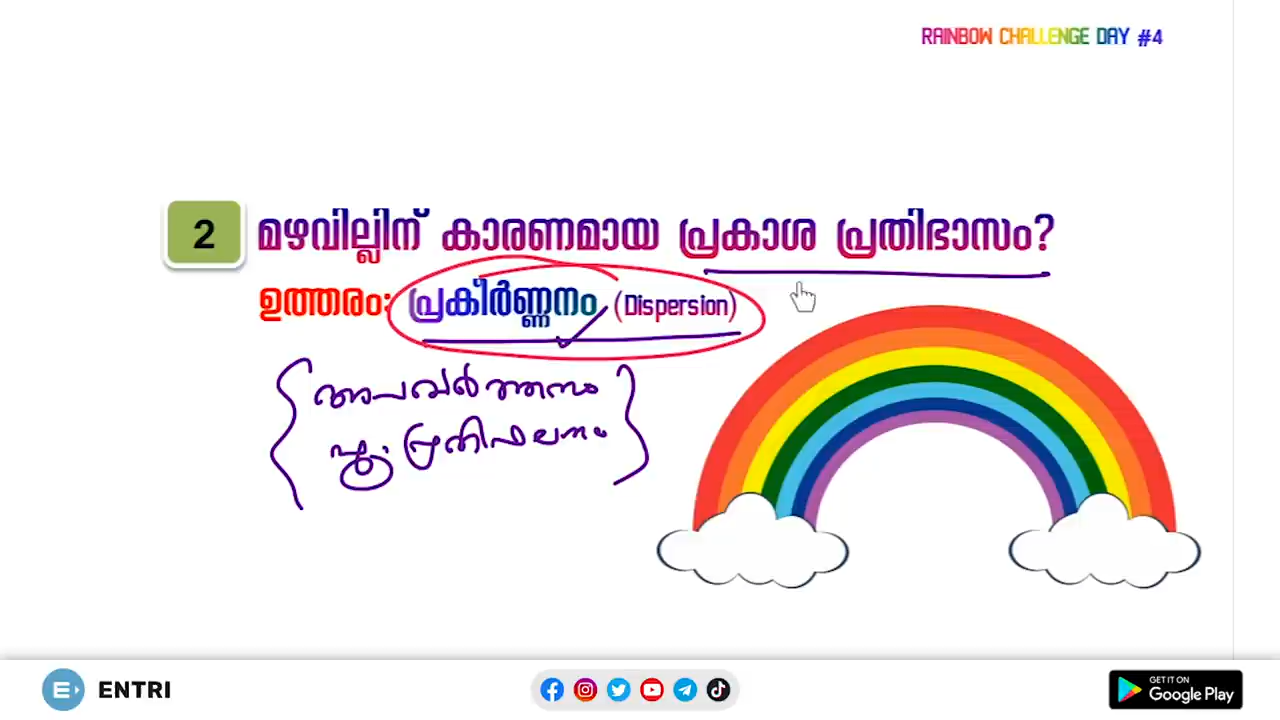 RAINBOW CHALLENGE DAY #4
2 മഴവില്ലിന് കാരണമായ പ്രകാശ പ്രതിഭാസം?
ഉത്തരം: പ്രകീർണ്ണനം (Dispersion)
അപവർത്തനം
പ്രതിഫലനം
ENTRI
GET IT ON
Google Play